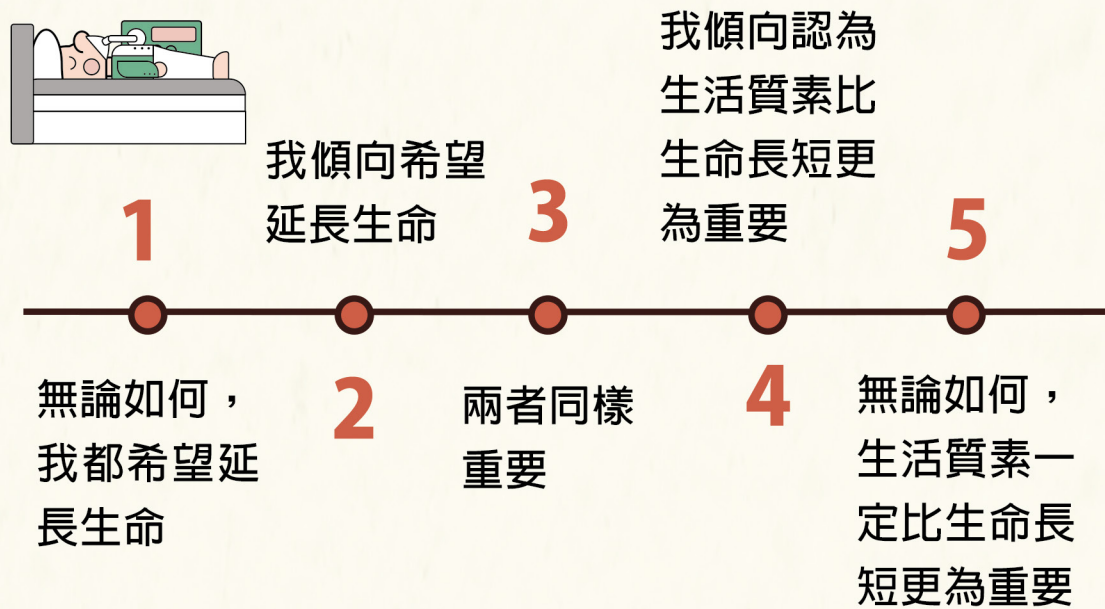 1
無論如何，
我都希望延
長生命
我傾向希望
延長生命
2
3
兩者同樣
重要
我傾向認為
生活質素比
生命長短更
為重要
4
5
無論如何，
生活質素一
定比生命長
短更為重要